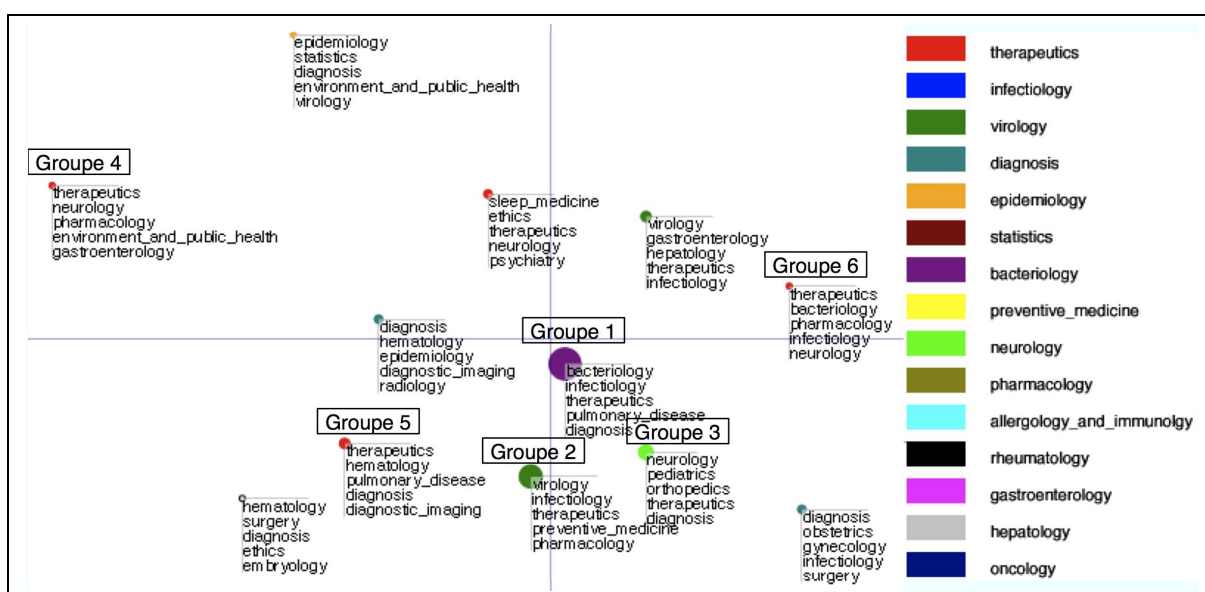 epidemiology
statistics
diagnosis
environment_and_public_health
virology
Groupe 4
therapeutics
neurology
pharmacology
environment_and_public_health
gastroenterology
sleep_medicine
ethics
therapeutics
neurology
psychiatry
virology
gastroenterology
hepatology
therapeutics
infectiology
Groupe 6
therapeutics
bacteriology
pharmacology
infectiology
neurology
diagnosis
hematology
epidemiology
diagnostic_imaging
radiology
Groupe 1
bacteriology
infectiology
therapeutics
pulmonary_disease
diagnosis
Groupe 5
therapeutics
hematology
pulmonary_disease
diagnosis
diagnostic_imaging
Groupe 2
virology
infectiology
therapeutics
preventive_medicine
pharmacology
Groupe 3
neurology
pediatrics
orthopedics
therapeutics
diagnosis
hematology
surgery
diagnosis
ethics
embryology
diagnosis
obstetrics
gynecology
infectiology
surgery
therapeutics
infectiology
virology
diagnosis
epidemiology
statistics
bacteriology
preventive_medicine
neurology
pharmacology
allergology_and_immunolgy
rheumatology
gastroenterology
hepatology
oncology